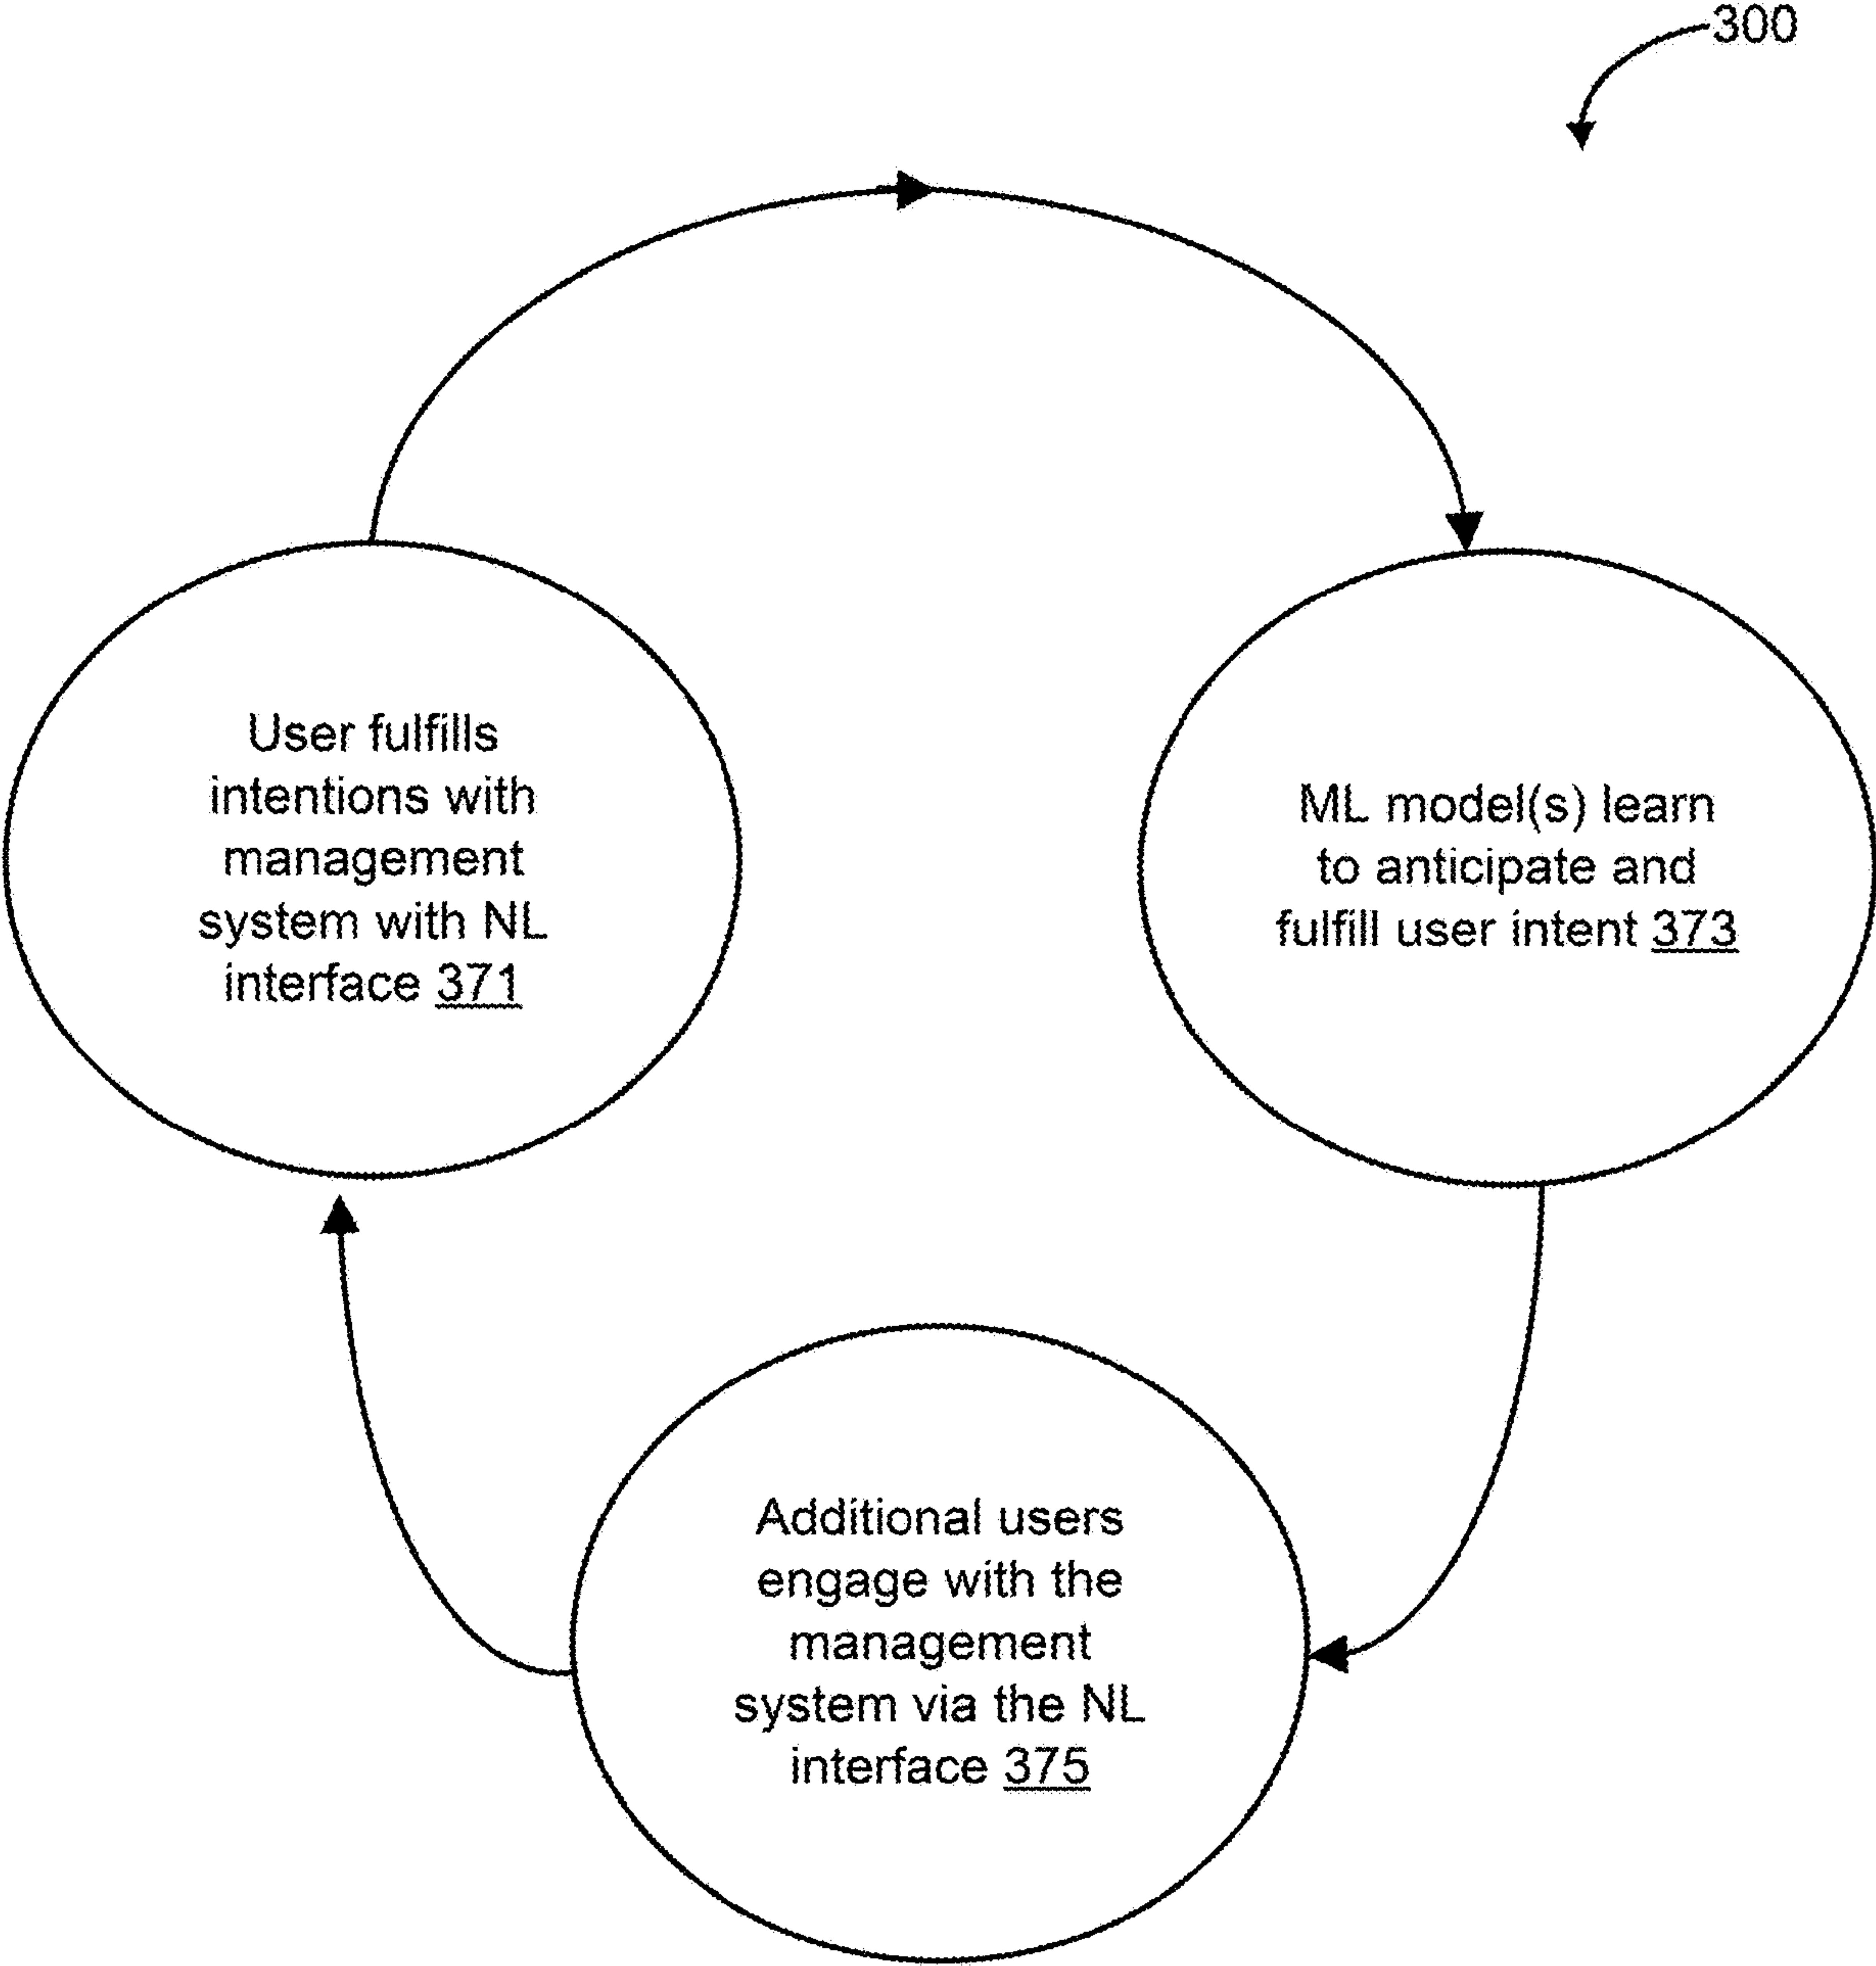 300
User fulfills
intentions with
management
system with NL
interface 371
ML model(s) learn
to anticipate and
fulfill user intent 373
Additional users
engage with the
management
system via the NL
interface 375